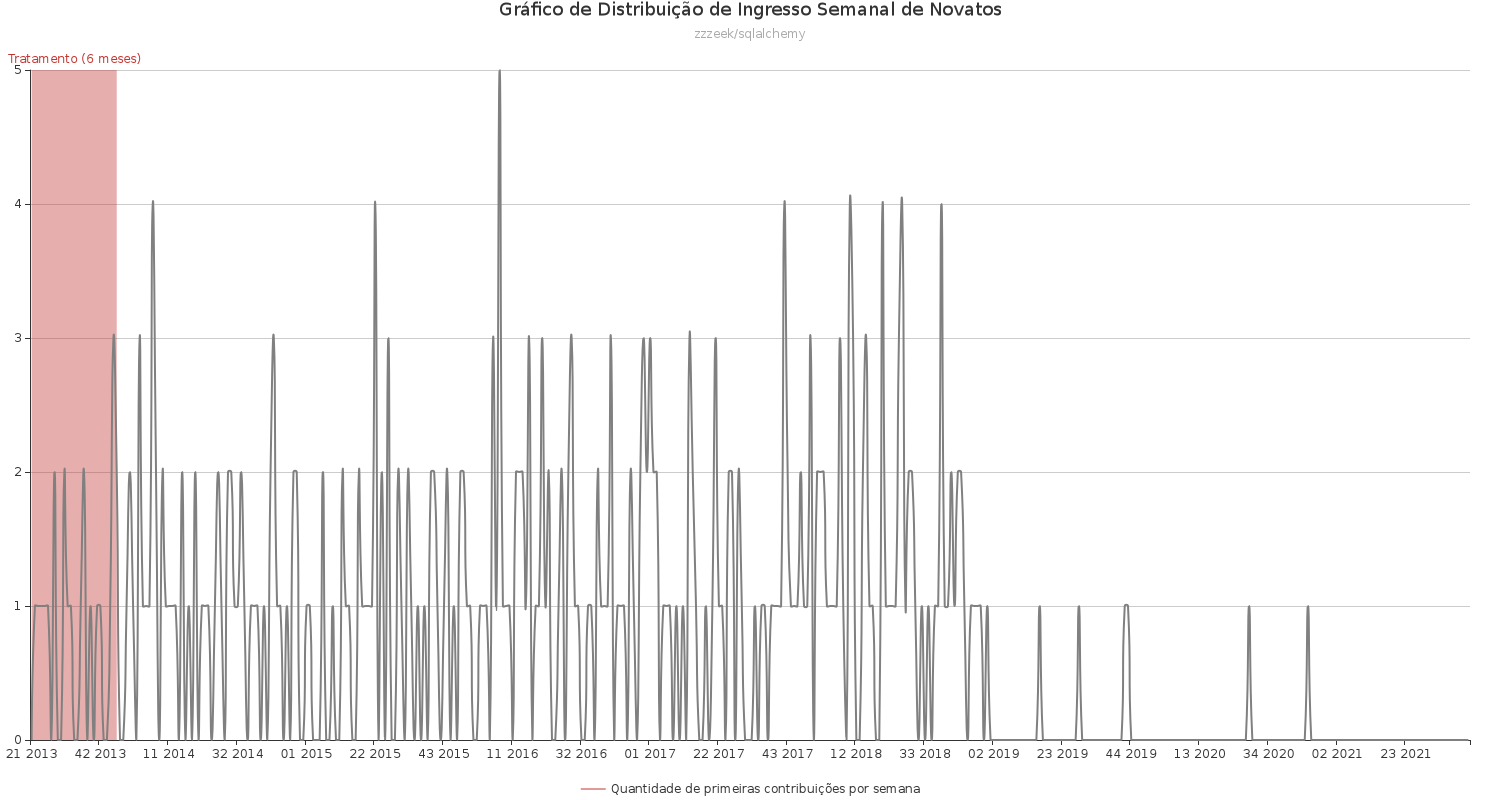 Gráfico de Distribuição de Ingresso Semanal de Novatos
zzzeek/sqlalchemy
Tratamento (6 meses)
5
4
3
2
1
0
21 2013 42 2013 11 2014 32 2014 01 2015 22 2015 43 2015 11 2016 32 2016 01 2017 22 2017 43 2017 12 2018 33 2018 02 2019 23 2019 44 2019 13 2020 34 2020 02 2021 23 2021
Quantidade de primeiras contribuições por semana